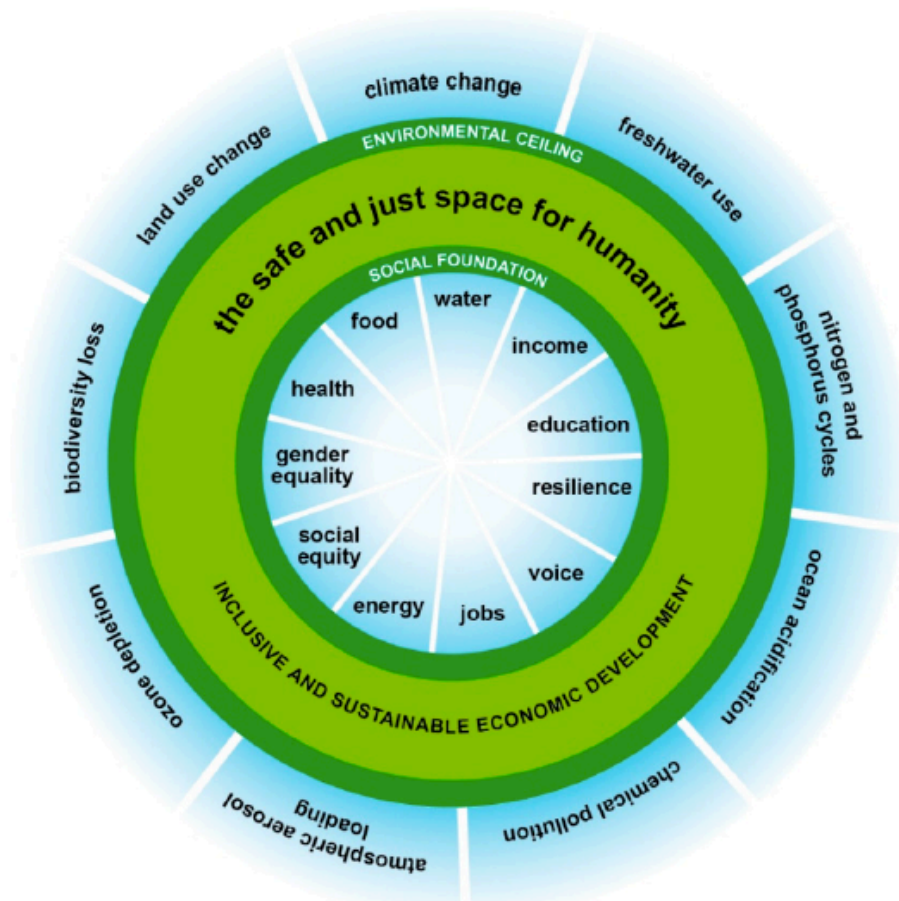 climate change
freshwater use
nitrogen and
phosphorus cycles
ocean acidification
chemical pollution
atmospheric aerosol
loading
ozone depletion
biodiversity loss
land use change
ENVIRONMENTAL CEILING
the safe and just space for humanity
SOCIAL FOUNDATION
water
income
education
resilience
voice
jobs
energy
social
equity
gender
equality
health
food
INCLUSIVE AND SUSTAINABLE ECONOMIC DEVELOPMENT